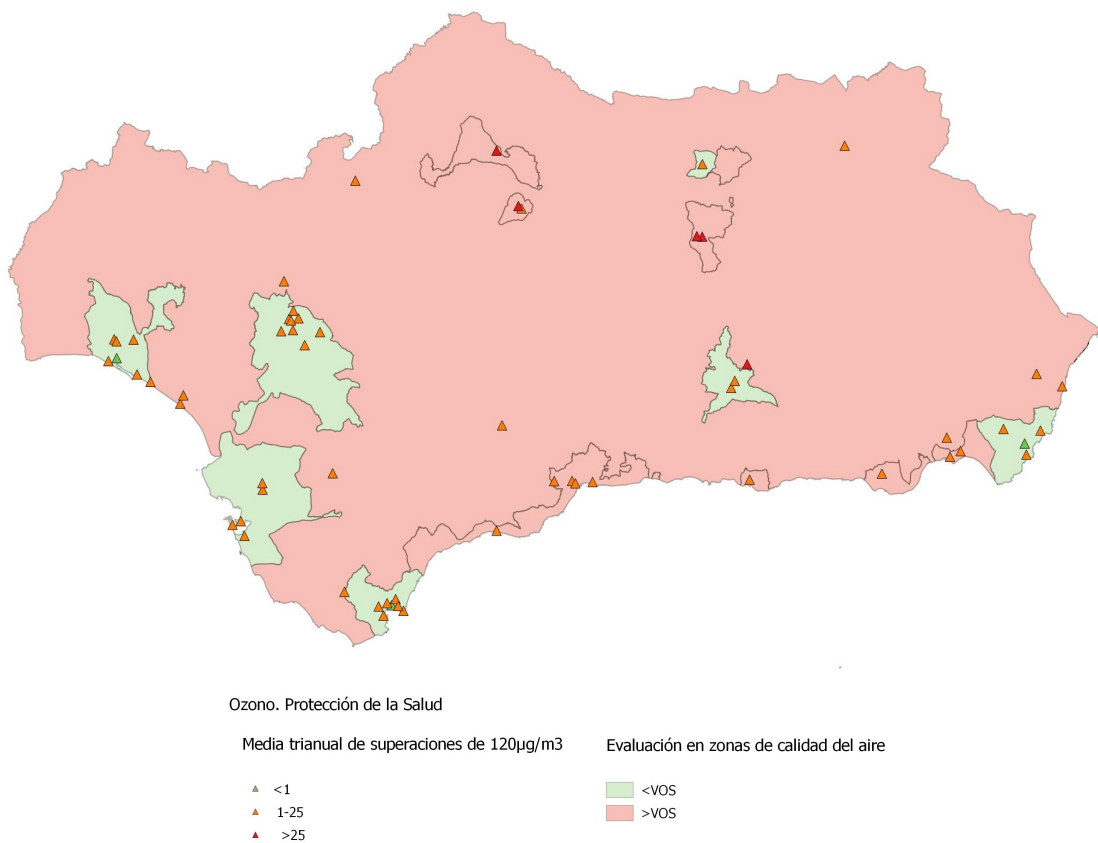 Ozono. Protección de la Salud
Media trianual de superaciones de 120µg/m3
<1
1-25
>25
Evaluación en zonas de calidad del aire
<VOS
>VOS